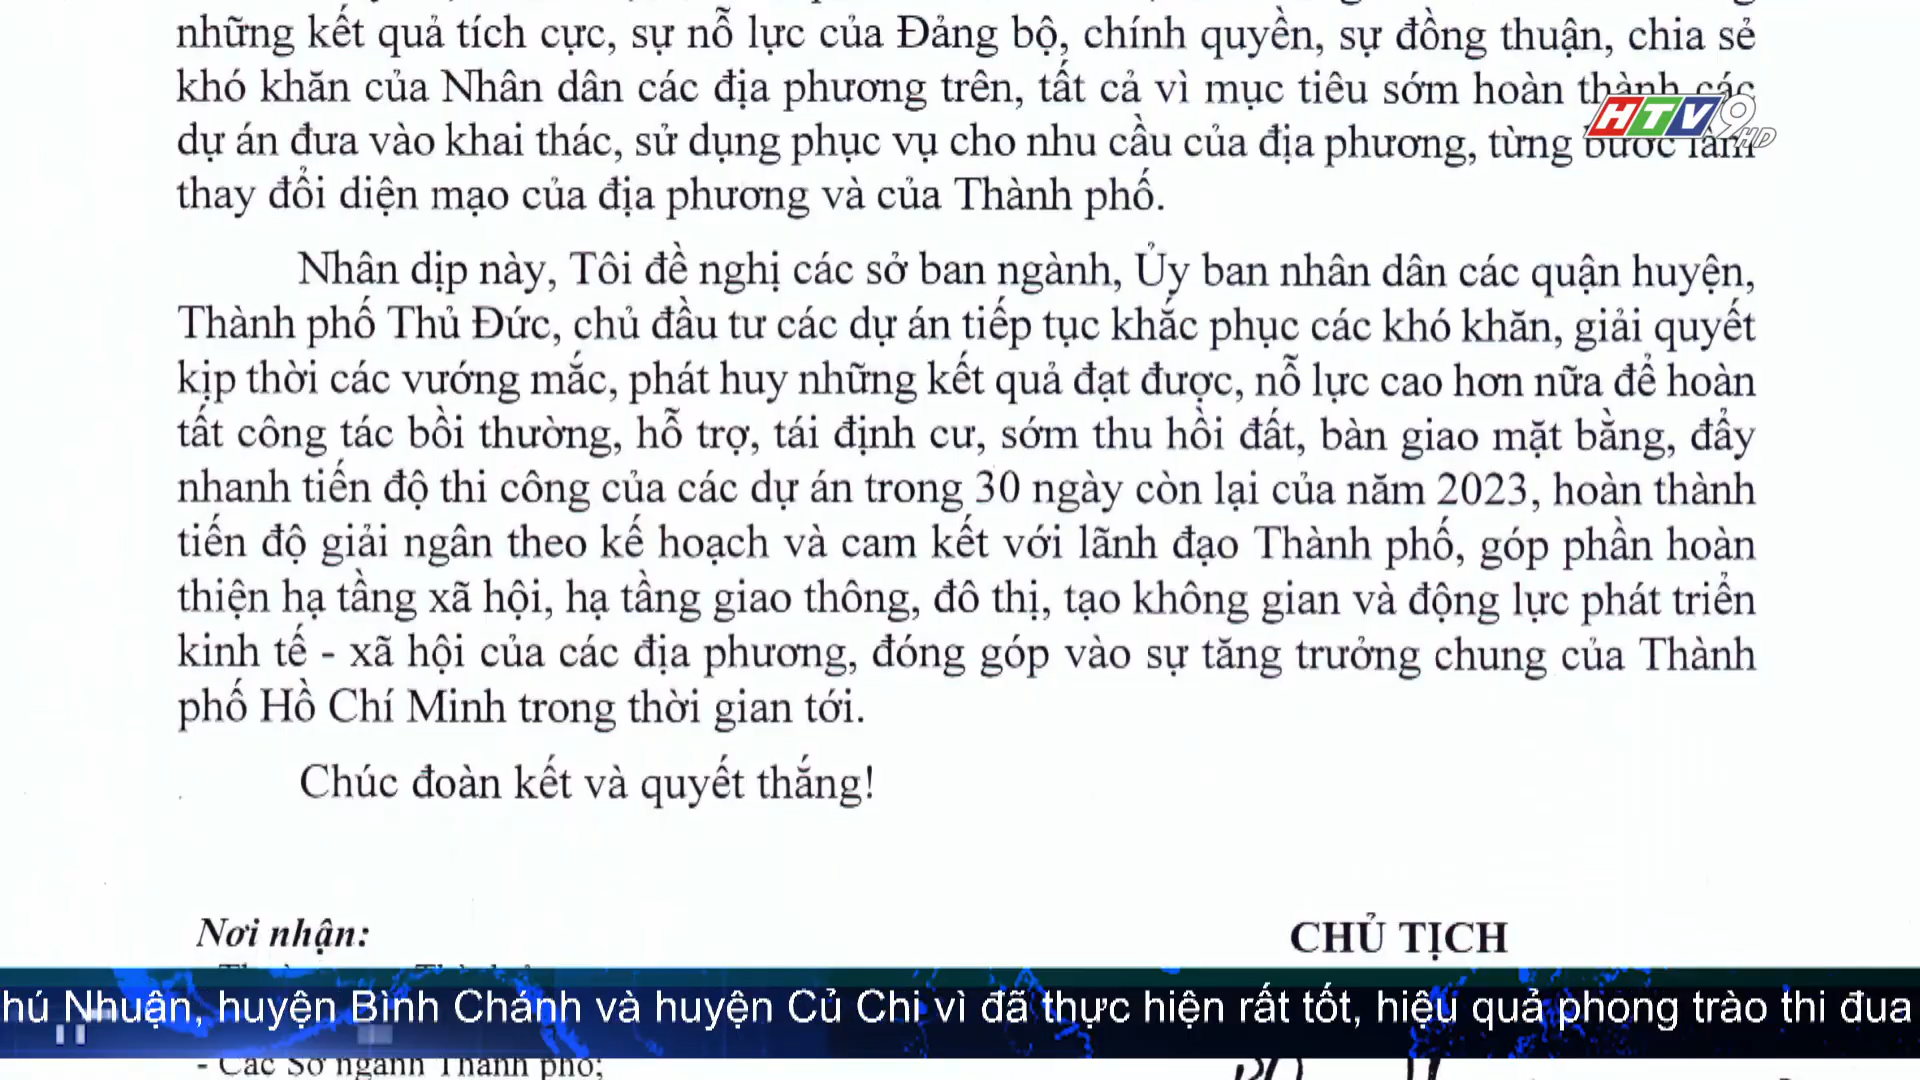 những kết quả tích cực, sự nỗ lực của Đảng bộ, chính quyền, sự đồng thuận, chia sẻ
khó khăn của Nhân dân các địa phương trên, tất cả vì mục tiêu sớm hoàn thành các
HTV9 HD
dự án đưa vào khai thác, sử dụng phục vụ cho nhu cầu của địa phương, từng bước làm
thay đổi diện mạo của địa phương và của Thành phố.
Nhân dịp này, Tôi đề nghị các sở ban ngành, Ủy ban nhân dân các quận huyện,
Thành phố Thủ Đức, chủ đầu tư các dự án tiếp tục khắc phục các khó khăn, giải quyết
kịp thời các vướng mắc, phát huy những kết quả đạt được, nỗ lực cao hơn nữa để hoàn
tất công tác bồi thường, hỗ trợ, tái định cư, sớm thu hồi đất, bàn giao mặt bằng, đẩy
nhanh tiến độ thi công của các dự án trong 30 ngày còn lại của năm 2023, hoàn thành
tiến độ giải ngân theo kế hoạch và cam kết với lãnh đạo Thành phố, góp phần hoàn
thiện hạ tầng xã hội, hạ tầng giao thông, đô thị, tạo không gian và động lực phát triển
kinh tế - xã hội của các địa phương, đóng góp vào sự tăng trưởng chung của Thành
phố Hồ Chí Minh trong thời gian tới.
Chúc đoàn kết và quyết thắng!
Nơi nhận:
CHỦ TỊCH
hú Nhuận, huyện Bình Chánh và huyện Củ Chi vì đã thực hiện rất tốt, hiệu quả phong trào thi đua
- Các Sở ngành Thành phố;